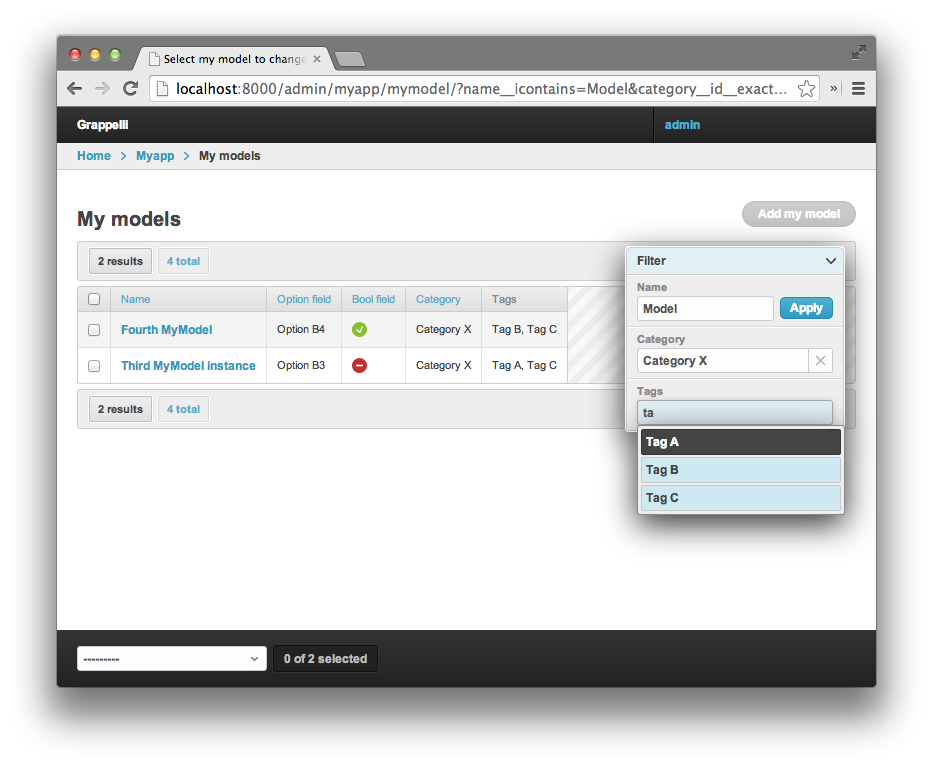 Select my model to change
localhost:8000/admin/myapp/mymodel/?name__icontains=Model&category__id__exact...
Grappelli
admin
Home > Myapp > My models
My models
Add my model
2 results
4 total
Filter
Name
Model
Apply
Category
Category X
Tags
ta
Tag A
Tag B
Tag C
Name Option field Bool field Category Tags
Fourth MyModel Option B4 Category X Tag B, Tag C
Third MyModel instance Option B3 Category X Tag A, Tag C
2 results
4 total
---------
0 of 2 selected